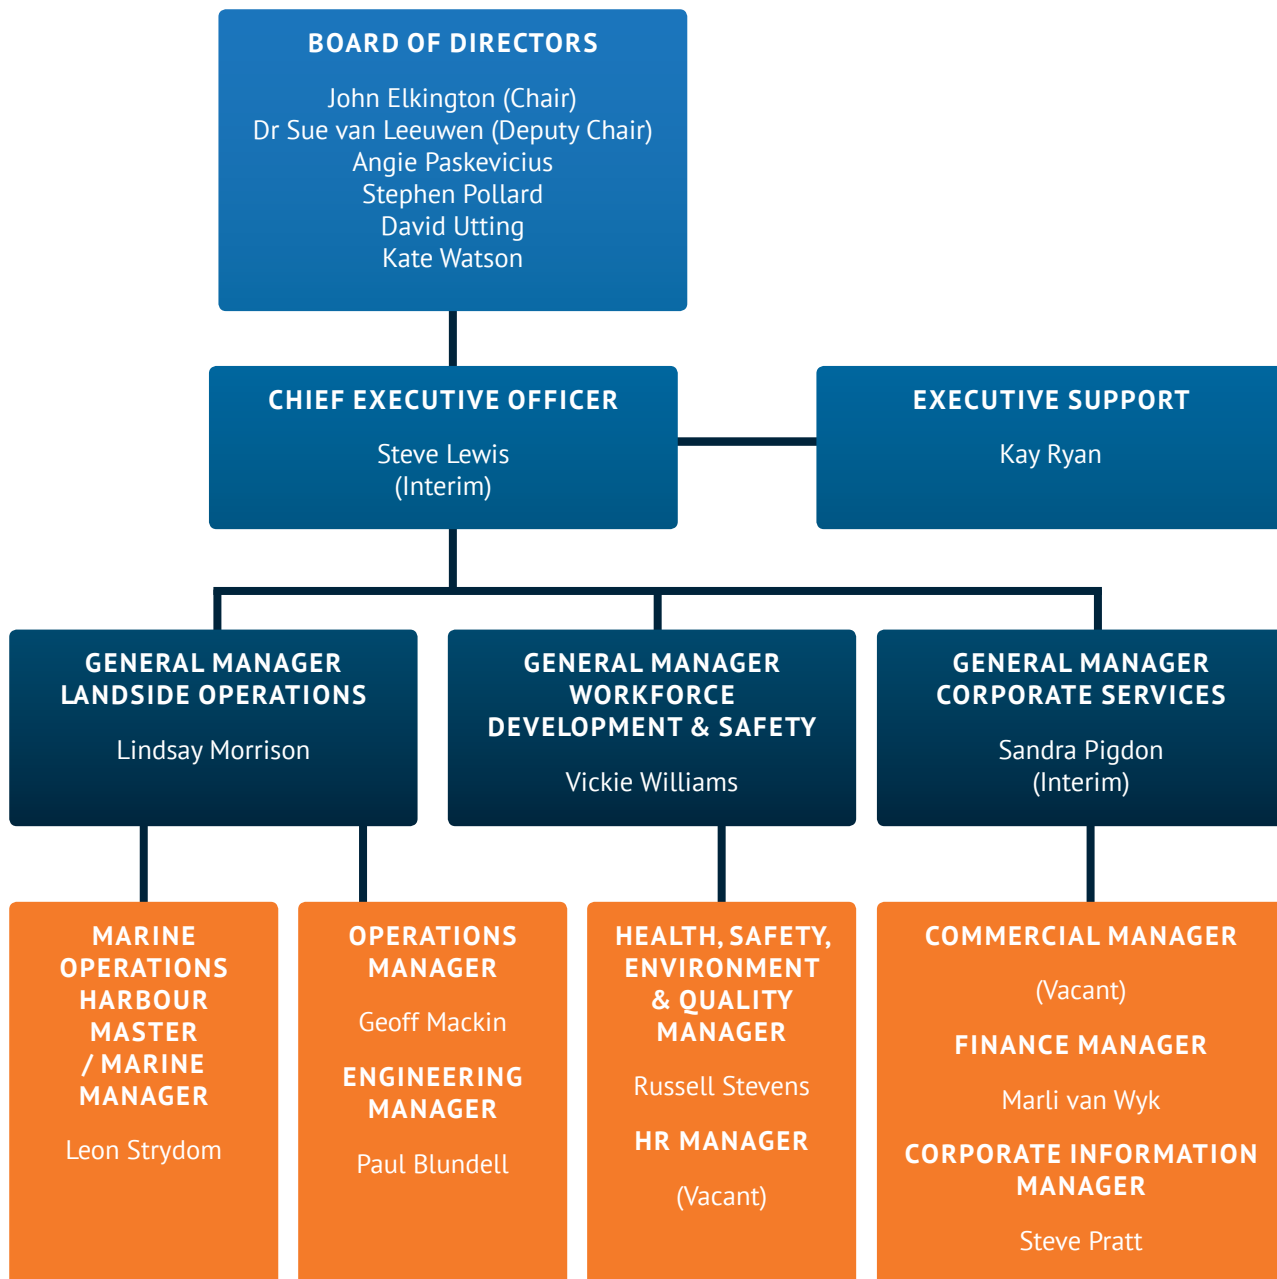 BOARD OF DIRECTORS
John Elkington (Chair)
Dr Sue van Leeuwen (Deputy Chair)
Angie Paskevicius
Stephen Pollard
David Utting
Kate Watson
CHIEF EXECUTIVE OFFICER
Steve Lewis
(Interim)
EXECUTIVE SUPPORT
Kay Ryan
GENERAL MANAGER
LANDSIDE OPERATIONS
Lindsay Morrison
GENERAL MANAGER
WORKFORCE
DEVELOPMENT & SAFETY
Vickie Williams
GENERAL MANAGER
CORPORATE SERVICES
Sandra Pigdon
(Interim)
MARINE
OPERATIONS
HARBOUR
MASTER
/ MARINE
MANAGER
Leon Strydom
OPERATIONS
MANAGER
Geoff Mackin
ENGINEERING
MANAGER
Paul Blundell
HEALTH, SAFETY,
ENVIRONMENT
& QUALITY
MANAGER
Russell Stevens
HR MANAGER
(Vacant)
COMMERCIAL MANAGER
(Vacant)
FINANCE MANAGER
Marli van Wyk
CORPORATE INFORMATION
MANAGER
Steve Pratt